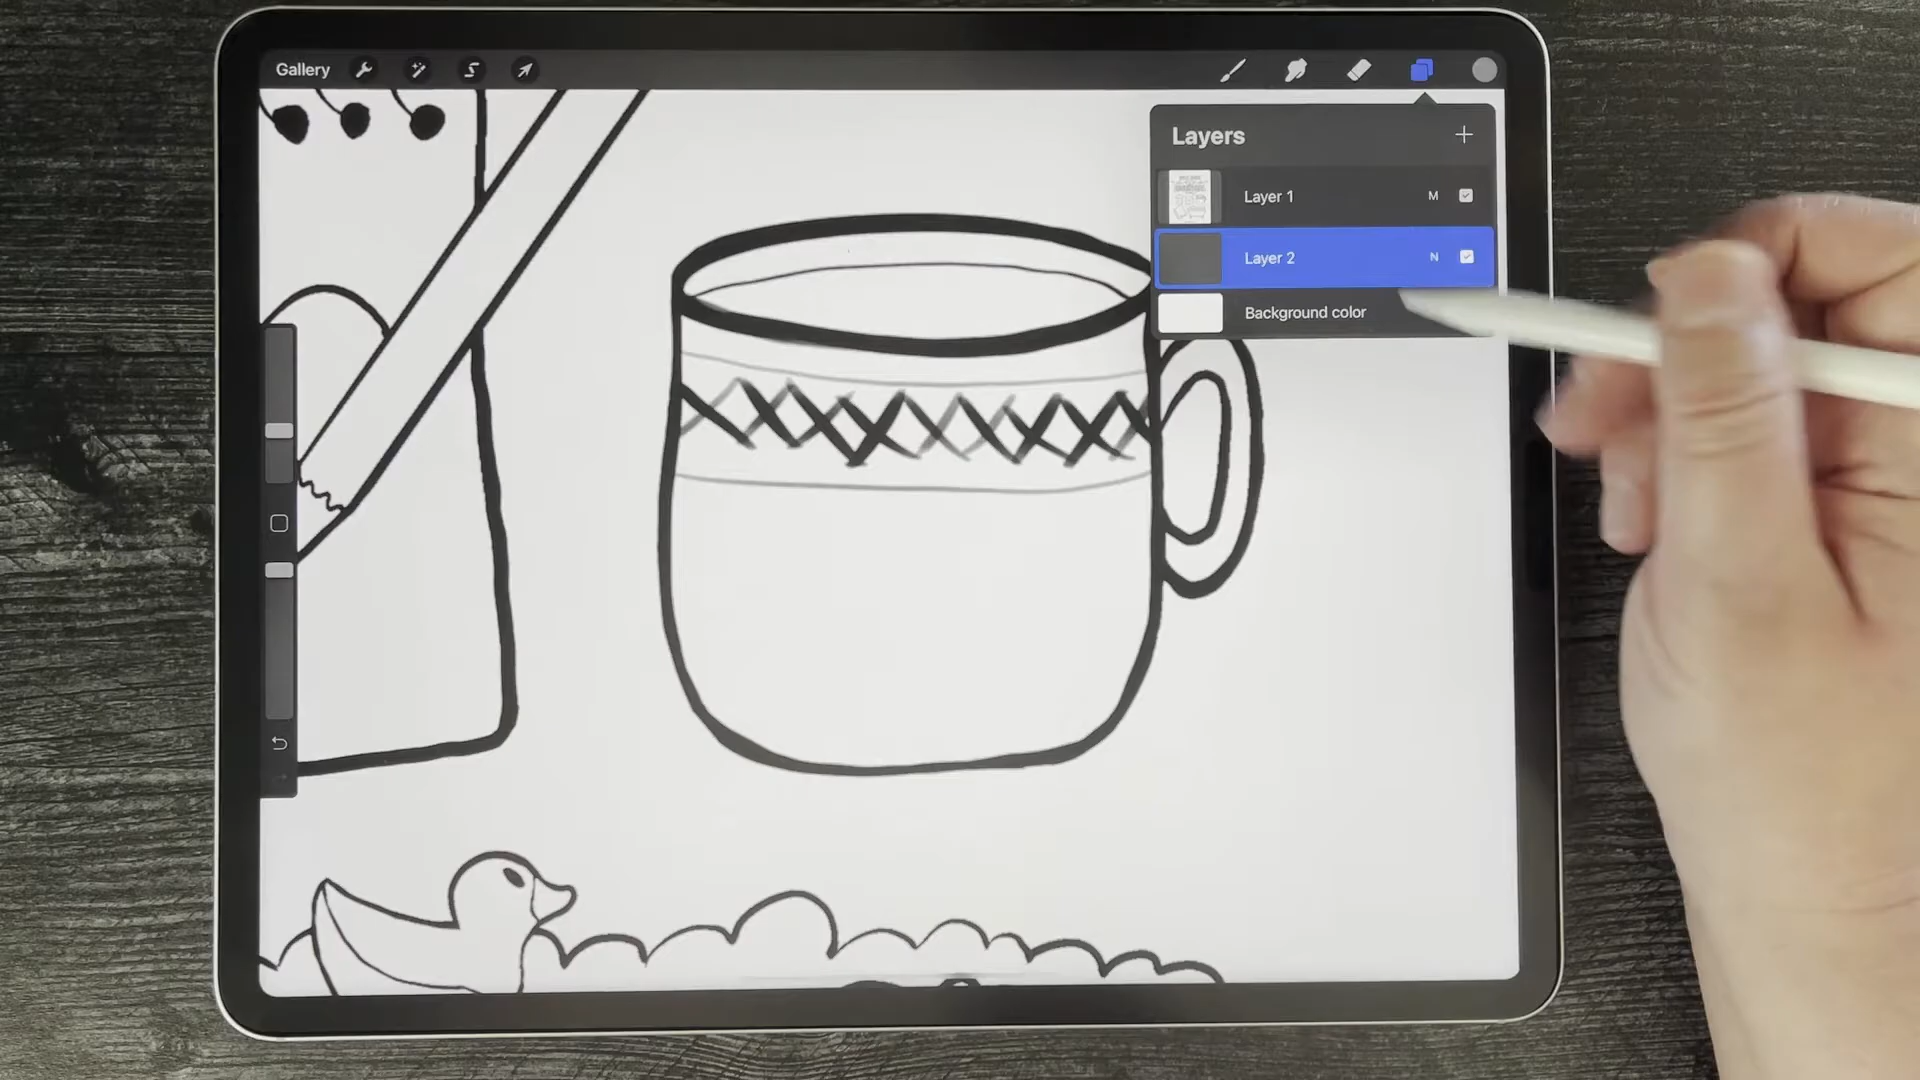 Gallery
Layers
Layer 1 M
Layer 2 N
Background color